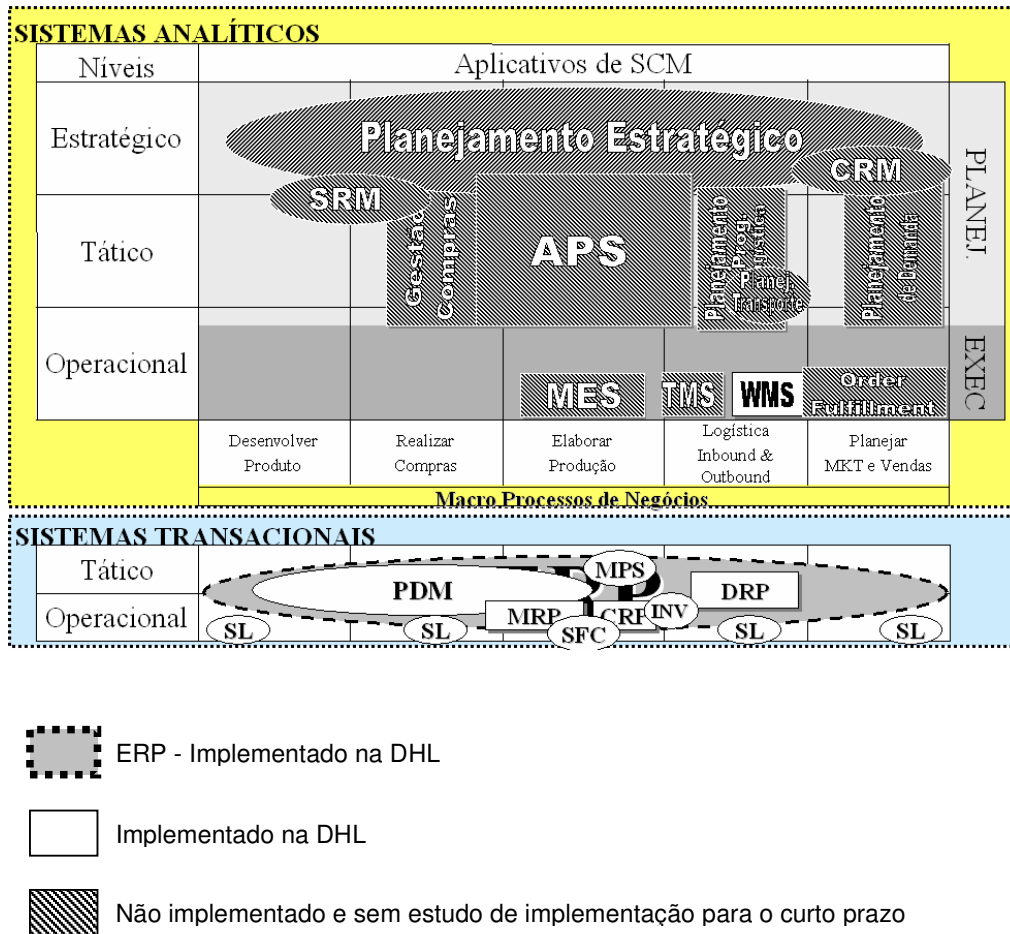 SISTEMAS ANALÍTICOS
Níveis
Aplicativos de SCM
Estratégico
Planejamento Estratégico
CRM
SRM
PLANEJ.
Tático
Gestao
Compras
APS
Planejamento
Prog.
Logístico
Planej.
Transporte
Planejamento
de Demanda
Operacional
EXEC
MES
TMS
WMS
Order
Fulfillment
Desenvolver
Produto
Realizar
Compras
Elaborar
Produção
Logística
Inbound &
Outbound
Planejar
MKT e Vendas
Macro Processos de Negócios
SISTEMAS TRANSACIONAIS
Tático
MPS
PDM
DRP
Operacional
MRP
CRP
INV
SL
SL
SFC
SL
SL
ERP - Implementado na DHL
Implementado na DHL
Não implementado e sem estudo de implementação para o curto prazo